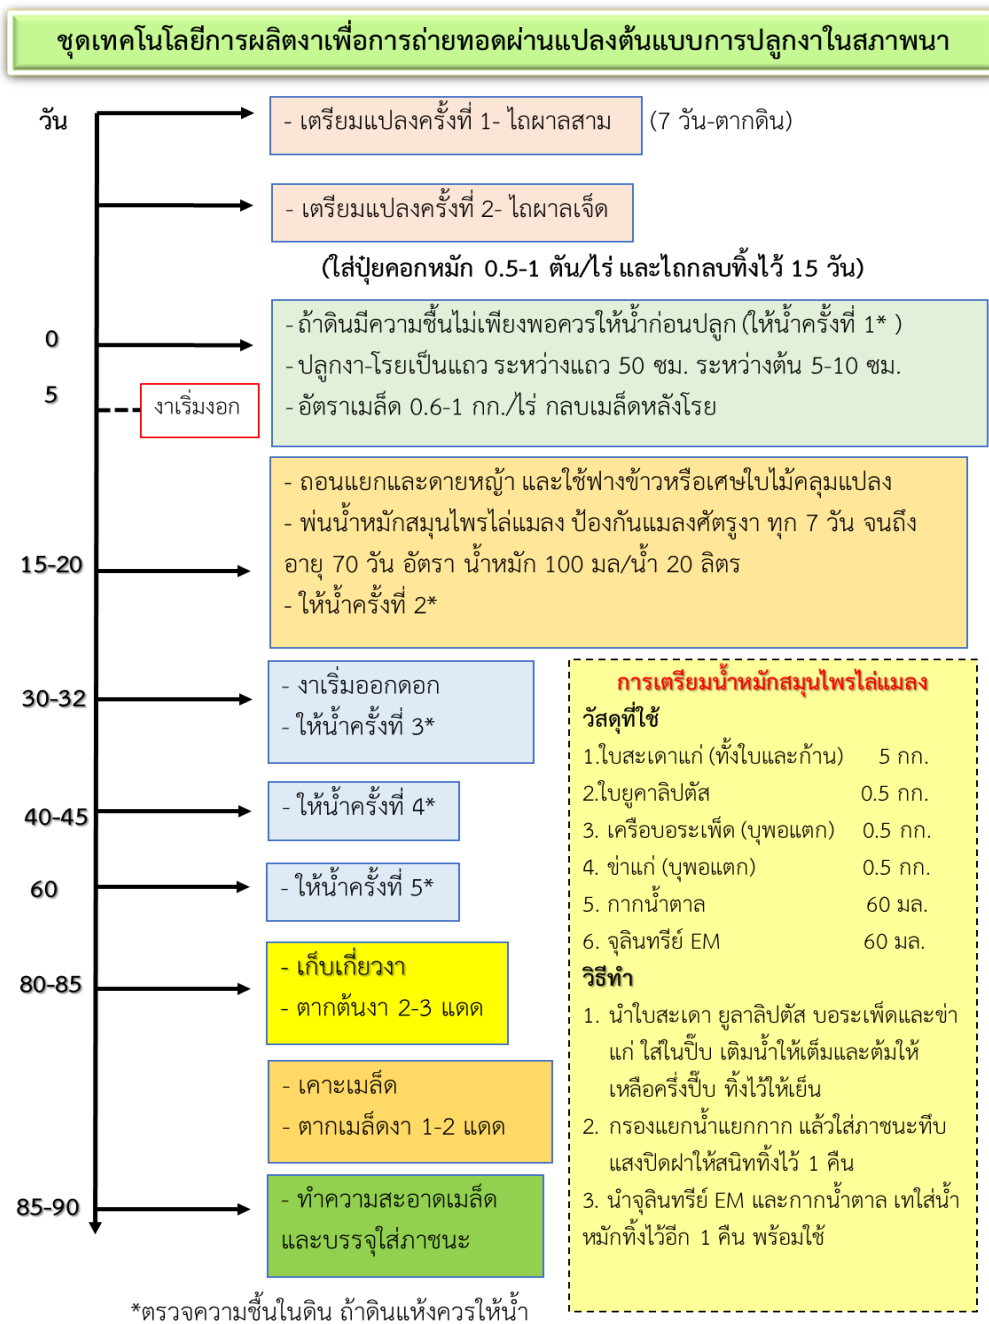 ชุดเทคโนโลยีการผลิตงาเพื่อการถ่ายทอดผ่านแปลงต้นแบบการปลูกงาในสภาพนา
วัน
- เตรียมแปลงครั้งที่ 1- ไถผาลสาม
(7 วัน-ตากดิน)
- เตรียมแปลงครั้งที่ 2- ไถผาลเจ็ด
(ใส่ปุ๋ยคอกหมัก 0.5-1 ตัน/ไร่ และไถกลบทิ้งไว้ 15 วัน)
0
- ถ้าดินมีความชื้นไม่เพียงพอควรให้น้ำก่อนปลูก (ให้น้ำครั้งที่ 1* )
- ปลูกงา-โรยเป็นแถว ระหว่างแถว 50 ซม. ระหว่างต้น 5-10 ซม.
- อัตราเมล็ด 0.6-1 กก./ไร่ กลบเมล็ดหลังโรย
5
งาเริ่มงอก
15-20
- ถอนแยกและดายหญ้า และใช้ฟางข้าวหรือเศษใบไม้คลุมแปลง
- พ่นน้ำหมักสมุนไพรไล่แมลง ป้องกันแมลงศัตรูงา ทุก 7 วัน จนถึง
อายุ 70 วัน อัตรา น้ำหมัก 100 มล/น้ำ 20 ลิตร
- ให้น้ำครั้งที่ 2*
30-32
- งาเริ่มออกดอก
- ให้น้ำครั้งที่ 3*
40-45
- ให้น้ำครั้งที่ 4*
60
- ให้น้ำครั้งที่ 5*
80-85
- เก็บเกี่ยวงา
- ตากต้นงา 2-3 แดด
- เคาะเมล็ด
- ตากเมล็ดงา 1-2 แดด
85-90
- ทำความสะอาดเมล็ด
และบรรจุใส่ภาชนะ
*ตรวจความชื้นในดิน ถ้าดินแห้งควรให้น้ำ
การเตรียมน้ำหมักสมุนไพรไล่แมลง
วัสดุที่ใช้
1.ใบสะเดาแก่ (ทั้งใบและก้าน) 5 กก.
2.ใบยูคาลิปตัส 0.5 กก.
3. เครือบอระเพ็ด (บุพอแตก) 0.5 กก.
4. ข่าแก่ (บุพอแตก) 0.5 กก.
5. กากน้ำตาล 60 มล.
6. จุลินทรีย์ EM 60 มล.
วิธีทำ
1. นำใบสะเดา ยูลาลิปตัส บอระเพ็ดและข่า
แก่ ใส่ในปิ๊บ เติมน้ำให้เต็มและต้มให้
เหลือครึ่งปี๊บ ทิ้งไว้ให้เย็น
2. กรองแยกน้ำแยกกาก แล้วใส่ภาชนะทึบ
แสงปิดฝาให้สนิททิ้งไว้ 1 คืน
3. นำจุลินทรีย์ EM และกากน้ำตาล เทใส่น้ำ
หมักทิ้งไว้อีก 1 คืน พร้อมใช้